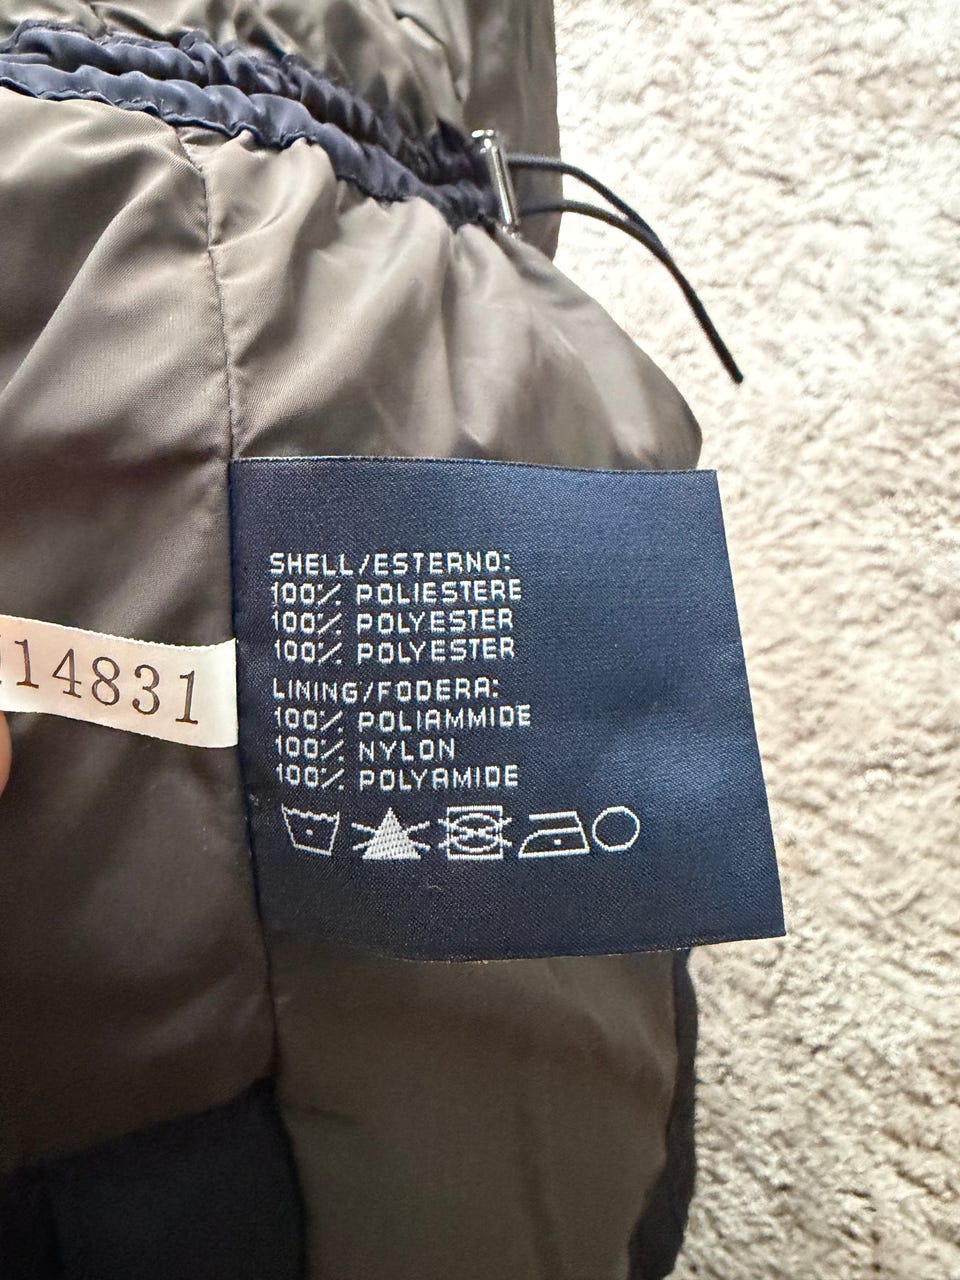 SHELL/ESTERNO:
100% POLIESTERE
100% POLYESTER
100% POLYESTER
LINING/FODERA:
100% POLIAMMIDE
100% NYLON
100% POLYAMIDE
14831